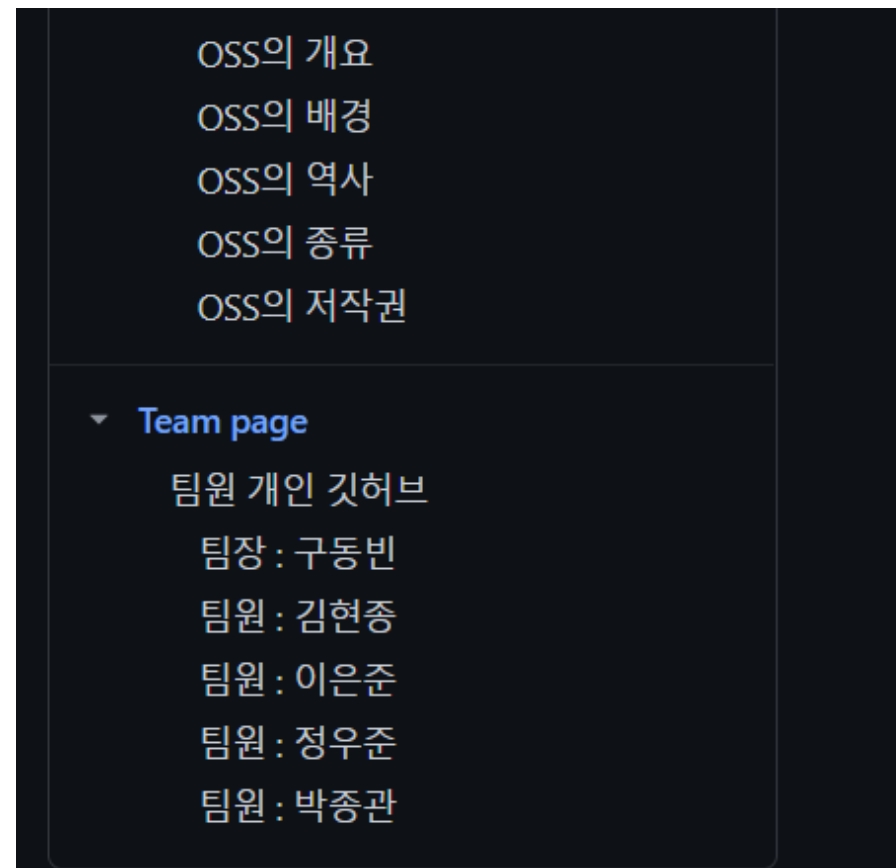 OSS의 개요
OSS의 배경
OSS의 역사
OSS의 종류
OSS의 저작권
Team page
팀원 개인 깃허브
팀장 : 구동빈
팀원 : 김현종
팀원 : 이은준
팀원 : 정우준
팀원 : 박종관